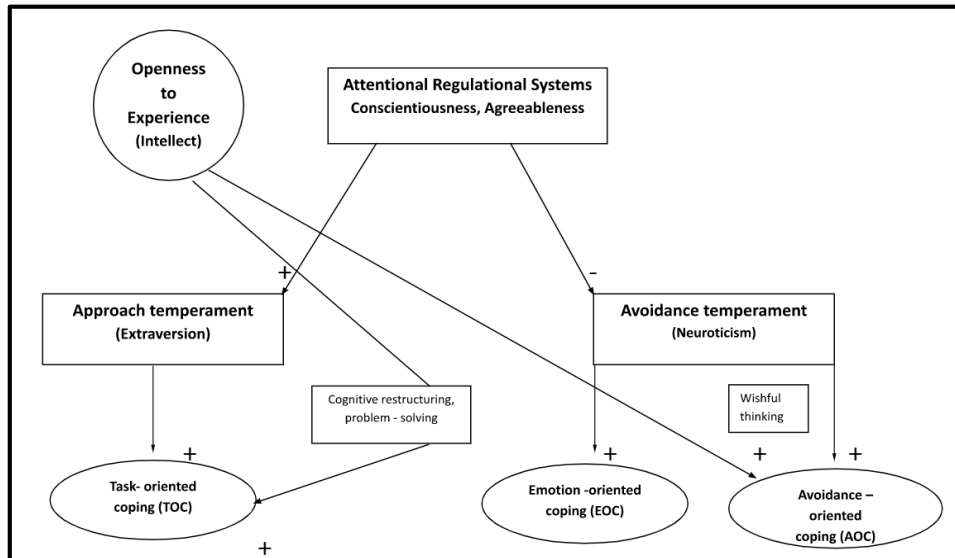 Openness
to
Experience
(Intellect)
Attentional Regulational Systems
Conscientiousness, Agreeableness
+
-
Approach temperament
(Extraversion)
Avoidance temperament
(Neuroticism)
Cognitive restructuring,
problem - solving
Wishful
thinking
+
+
+
+
Task- oriented
coping (TOC)
Emotion -oriented
coping (EOC)
Avoidance –
oriented
coping (AOC)
+